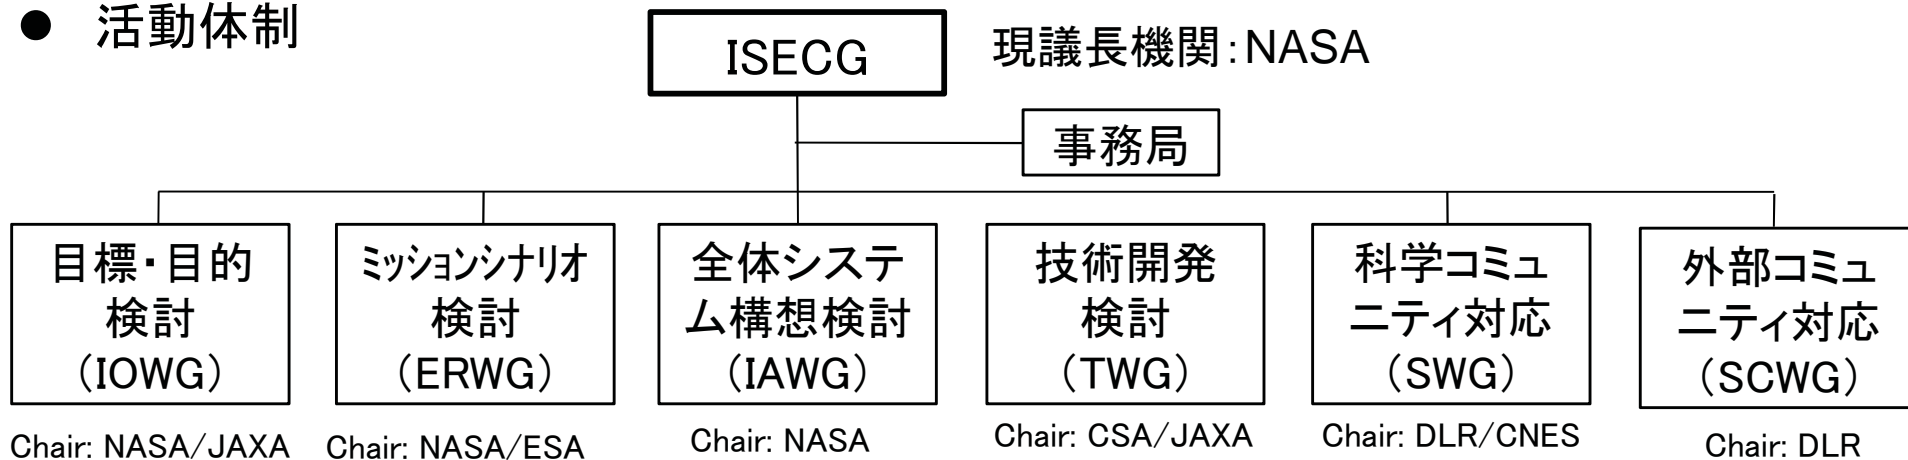 ● 活動体制
ISECG
現議長機関:NASA
事務局
目標・目的
検討
(IOWG)
Chair: NASA/JAXA
ミッションシナリオ
検討
(ERWG)
Chair: NASA/ESA
全体システ
ム構想検討
(IAWG)
Chair: NASA
技術開発
検討
(TWG)
Chair: CSA/JAXA
科学コミュ
ニティ対応
(SWG)
Chair: DLR/CNES
外部コミュ
ニティ対応
(SCWG)
Chair: DLR